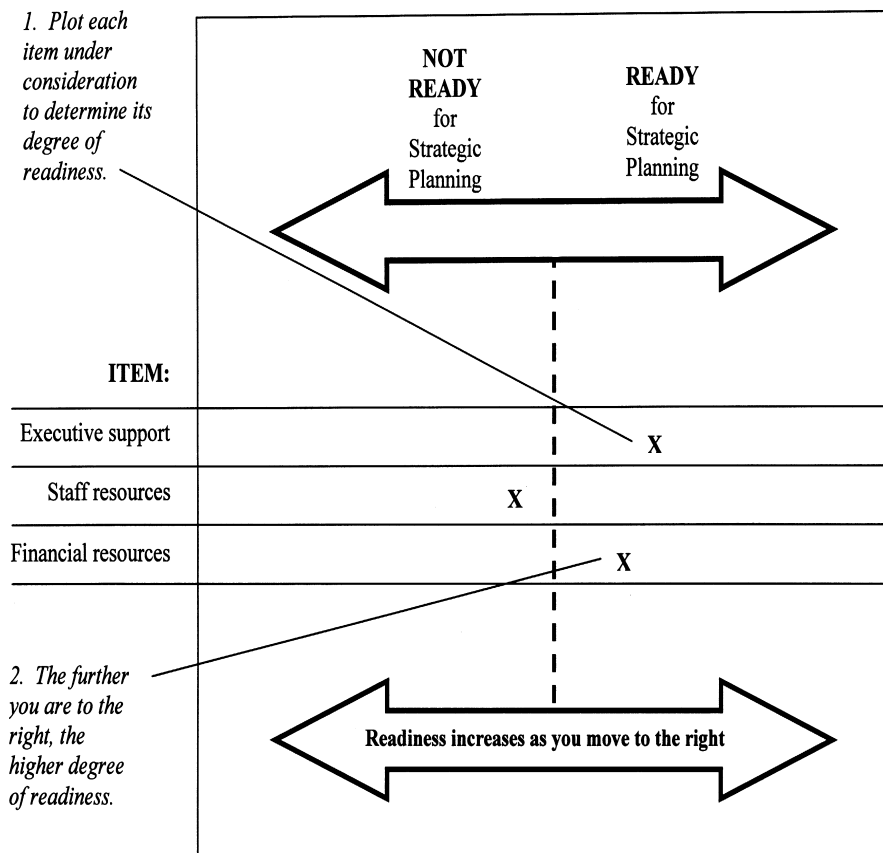 1. Plot each
item under
consideration
to determine its
degree of
readiness.
NOT
READY
for
Strategic
Planning
READY
for
Strategic
Planning
ITEM:
Executive support
X
Staff resources
X
Financial resources
X
2. The further
you are to the
right, the
higher degree
of readiness.
Readiness increases as you move to the right